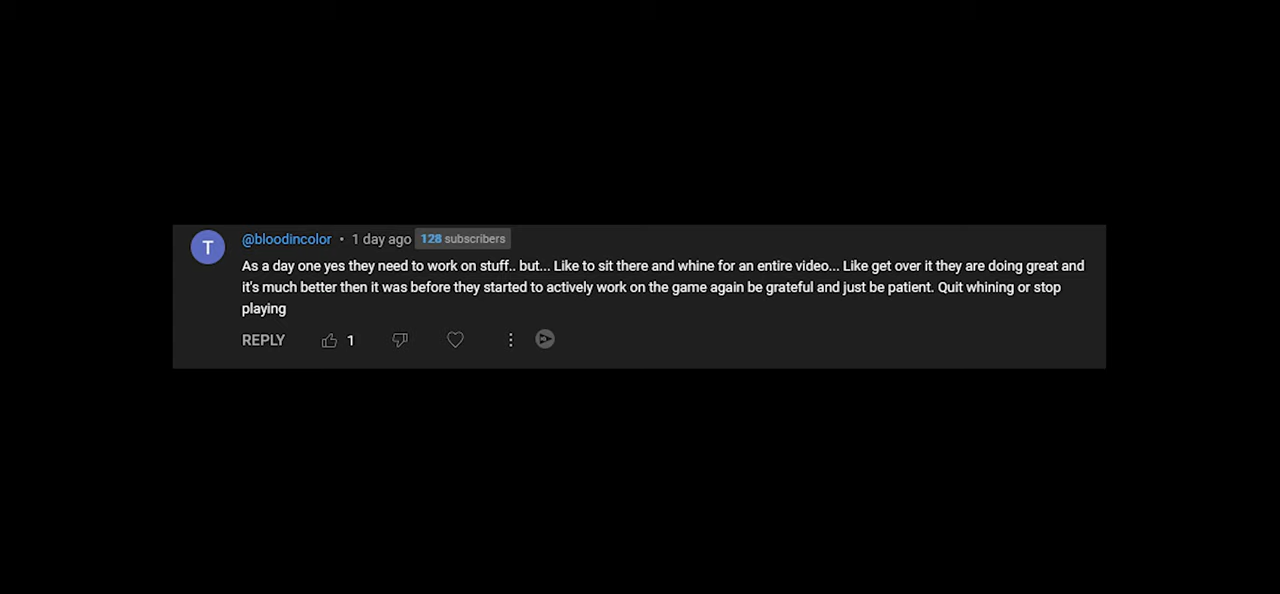 T
@bloodincolor • 1 day ago 128 subscribers
As a day one yes they need to work on stuff.. but... Like to sit there and whine for an entire video... Like get over it they are doing great and
it's much better then it was before they started to actively work on the game again be grateful and just be patient. Quit whining or stop
playing
REPLY 1